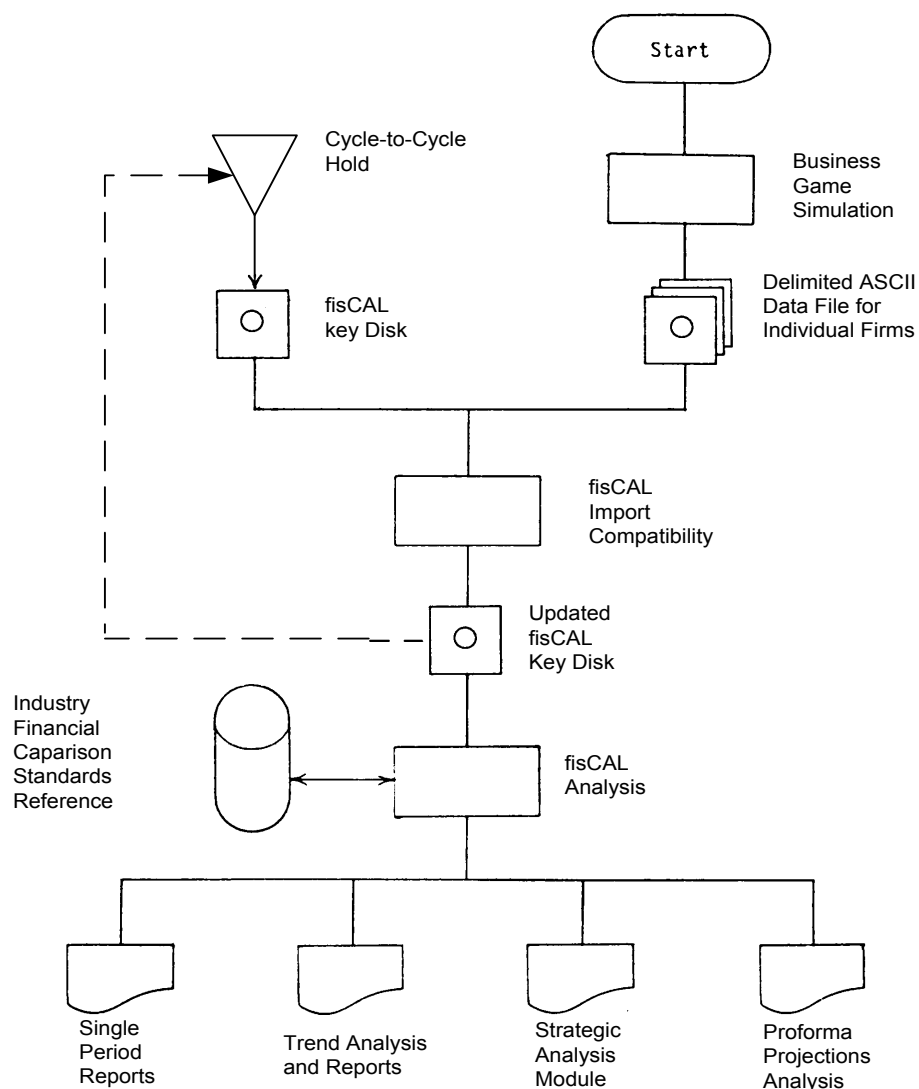 Start
Cycle-to-Cycle
Hold
Business
Game
Simulation
fisCAL
key Disk
Delimited ASCII
Data File for
Individual Firms
fisCAL
Import
Compatibility
Updated
fisCAL
Key Disk
Industry
Financial
Caparison
Standards
Reference
fisCAL
Analysis
Single
Period
Reports
Trend Analysis
and Reports
Strategic
Analysis
Module
Proforma
Projections
Analysis